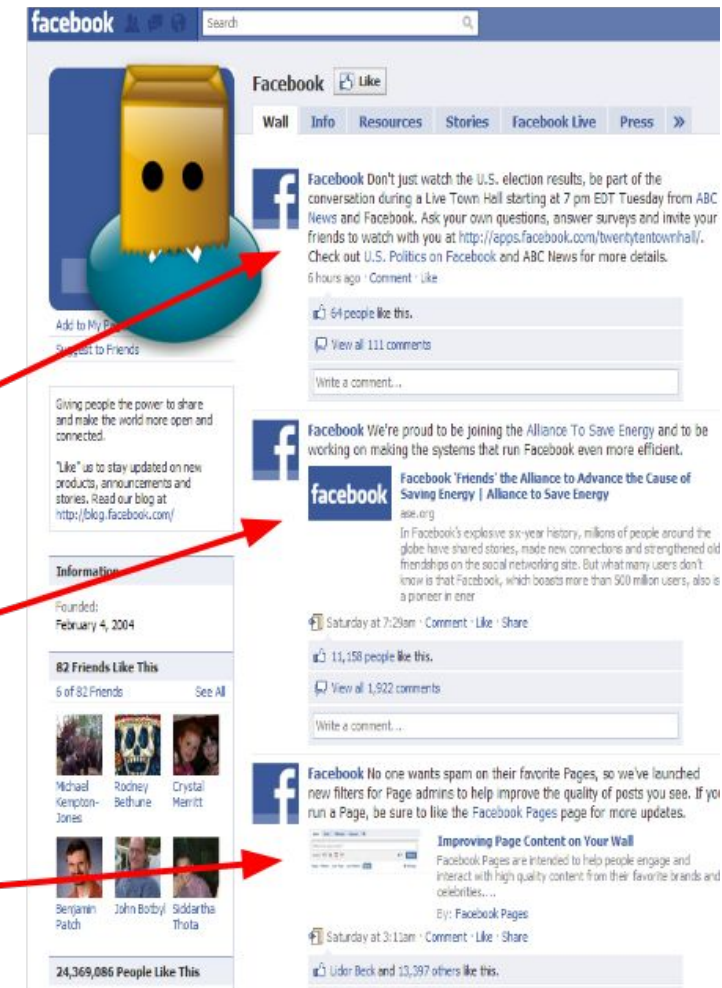 facebook
Search
Facebook Like
Wall Info Resources Stories Facebook Live Press »
Add to My
Suggest to Friends
Giving people the power to share
and make the world more open and
connected.
"Like" us to stay updated on new
products, announcements and
stories. Read our blog at
http://blog.facebook.com/
Information
Founded:
February 4, 2004
82 Friends Like This
6 of 82 Friends See All
Michael
Kempton-
Jones
Rodney
Bethune
Crystal
Merritt
Benjamin
Patch
John Botbyl
Siddartha
Thota
24,369,086 People Like This
Facebook Don't just watch the U.S. election results, be part of the
conversation during a Live Town Hall starting at 7 pm EDT Tuesday from ABC
News and Facebook. Ask your own questions, answer surveys and invite your
friends to watch with you at http://apps.facebook.com/twentytentownhall/.
Check out U.S. Politics on Facebook and ABC News for more details.
6 hours ago · Comment · Like
64 people like this.
View all 111 comments
Write a comment...
Facebook We're proud to be joining the Alliance To Save Energy and to be
working on making the systems that run Facebook even more efficient.
facebook
Facebook 'Friends' the Alliance to Advance the Cause of
Saving Energy | Alliance to Save Energy
ase.org
In Facebook's explosive six-year history, millions of people around the
globe have shared stories, made new connections and strengthened old
friendships on the social networking site. But what many users don't
know is that Facebook, which boasts more than 500 million users, also is
a pioneer in ener
Saturday at 7:29am · Comment · Like · Share
11,158 people like this.
View all 1,922 comments
Write a comment...
Facebook No one wants spam on their favorite Pages, so we've launched
new filters for Page admins to help improve the quality of posts you see. If you
run a Page, be sure to like the Facebook Pages page for more updates.
Improving Page Content on Your Wall
Facebook Pages are intended to help people engage and
interact with high quality content from their favorite brands and
celebrities....
By: Facebook Pages
Saturday at 3:11am · Comment · Like · Share
Lidor Beck and 13,397 others like this.